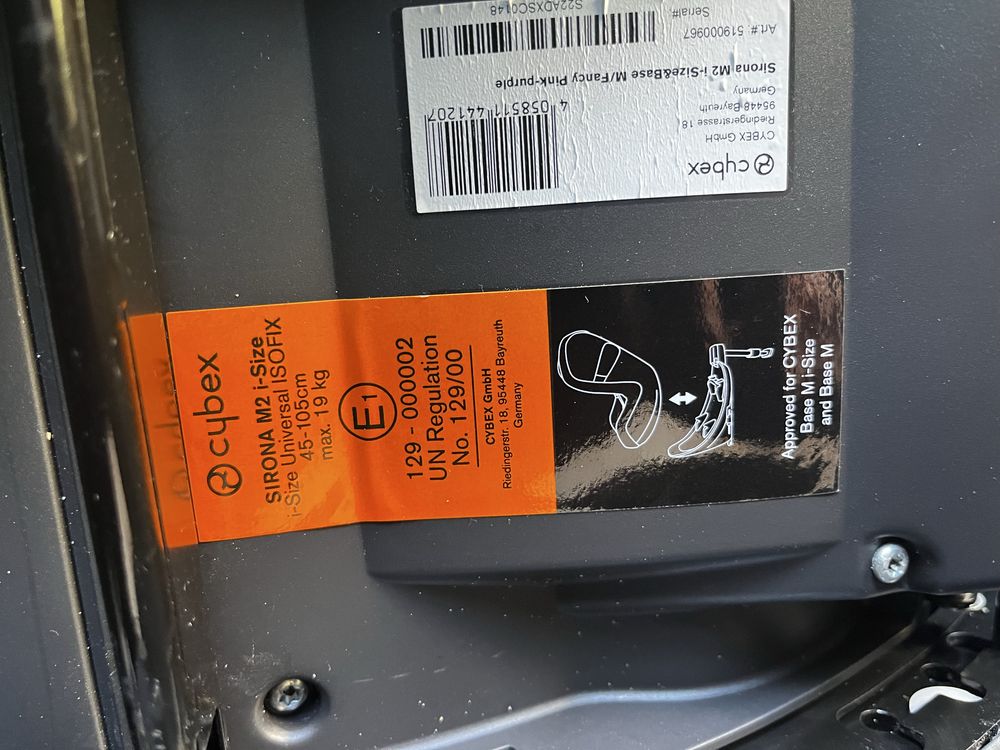 cybex
CYBEX GmbH
Riedingerstrasse 18
95448 Bayreuth
Germany
Sirona M2 i-Size&Base M/Fancy Pink-purple
4 058511 441207
Art.#: 519000967
Serial#
S22ADXSC0148
cybex
SIRONA M2 i-Size
i-Size Universal ISOFIX
45-105cm
max. 19 kg
E1
129 - 000002
UN Regulation
No. 129/00
CYBEX GmbH
Riedingerstr. 18, 95448 Bayreuth
Germany
Approved for CYBEX
Base M i-Size
and Base M